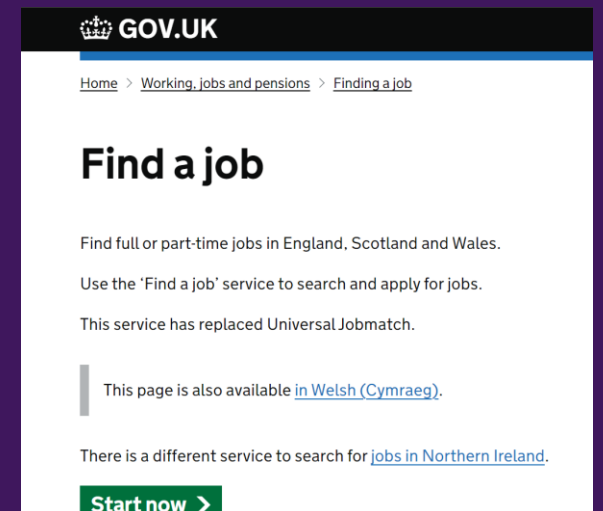 GOV.UK
Home > Working, jobs and pensions > Finding a job
Find a job
Find full or part-time jobs in England, Scotland and Wales.
Use the ‘Find a job’ service to search and apply for jobs.
This service has replaced Universal Jobmatch.
This page is also available in Welsh (Cymraeg).
There is a different service to search for jobs in Northern Ireland.
Start now >